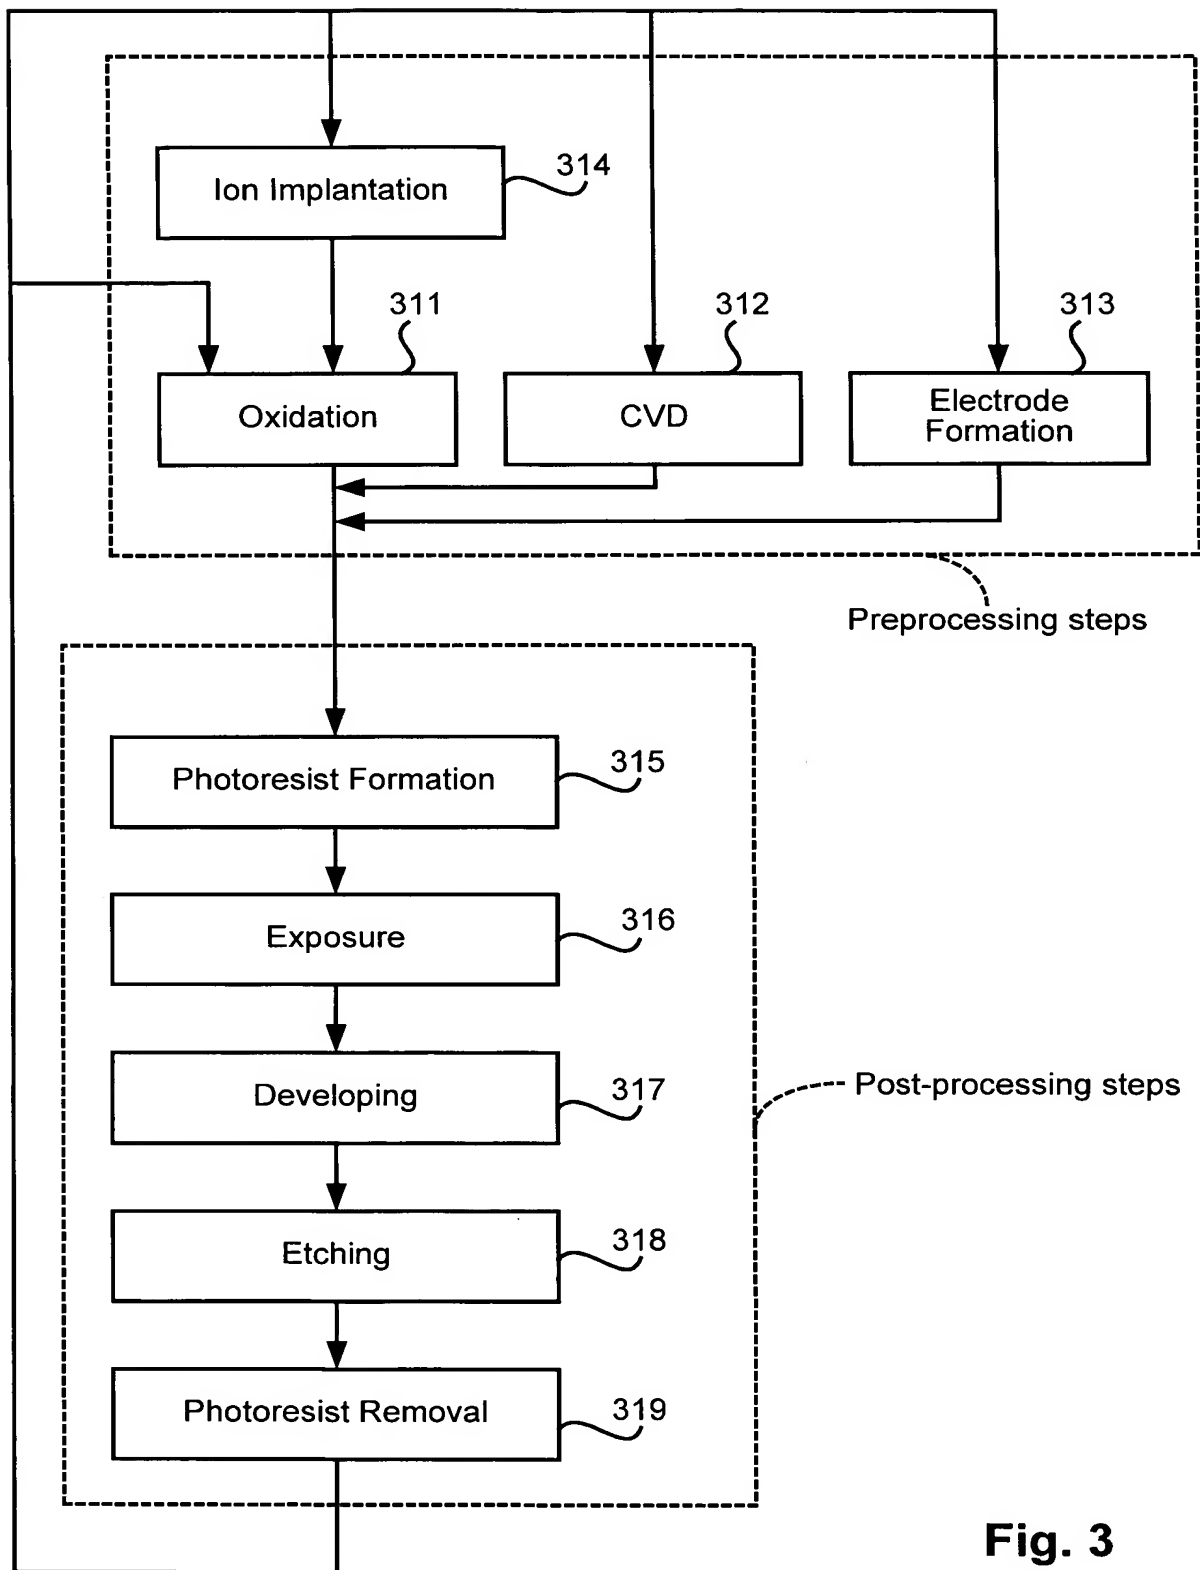 314
Ion Implantation
311
312
313
Oxidation
CVD
Electrode
Formation
Preprocessing steps
315
Photoresist Formation
316
Exposure
317
Developing
Post-processing steps
318
Etching
319
Photoresist Removal
Fig. 3